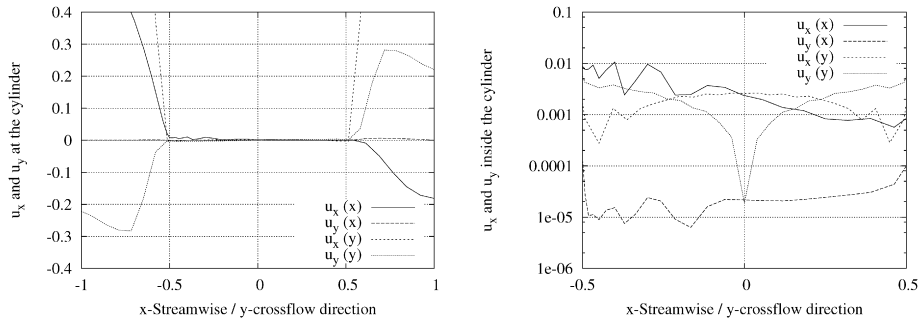 u_x and u_y at the cylinder
0.4
0.3
0.2
0.1
0
-0.1
-0.2
-0.3
-0.4
-1
-0.5
0
0.5
1
x-Streamwise / y-crossflow direction
u_x (x)
u_y (x)
u_x (y)
u_y (y)
u_x and u_y inside the cylinder
0.1
0.01
0.001
0.0001
1e-05
1e-06
-0.5
0
0.5
x-Streamwise / y-crossflow direction
u_x (x)
u_y (x)
u_x (y)
u_y (y)